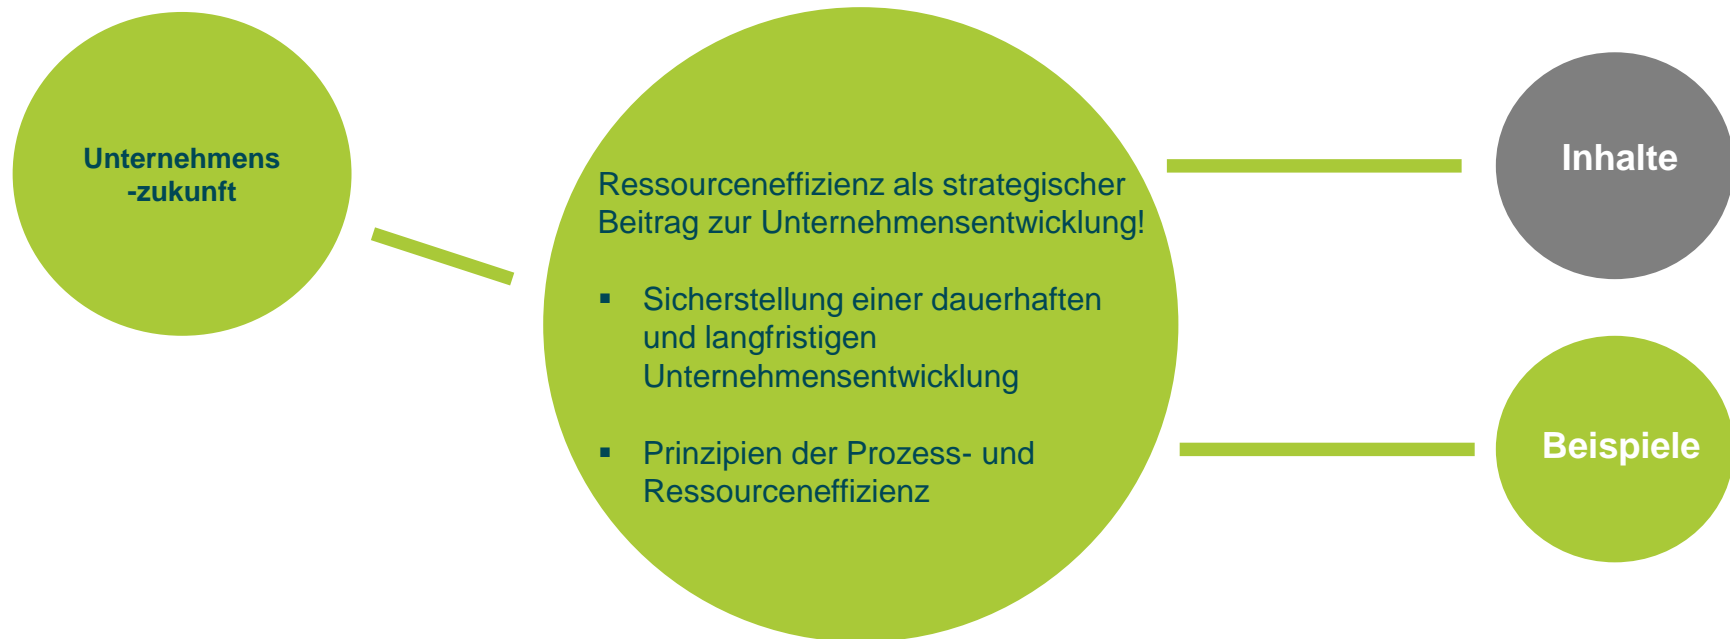 Unternehmens
-zukunft
Ressourceneffizienz als strategischer
Beitrag zur Unternehmensentwicklung!
▪ Sicherstellung einer dauerhaften
und langfristigen
Unternehmensentwicklung
▪ Prinzipien der Prozess- und
Ressourceneffizienz
Inhalte
Beispiele